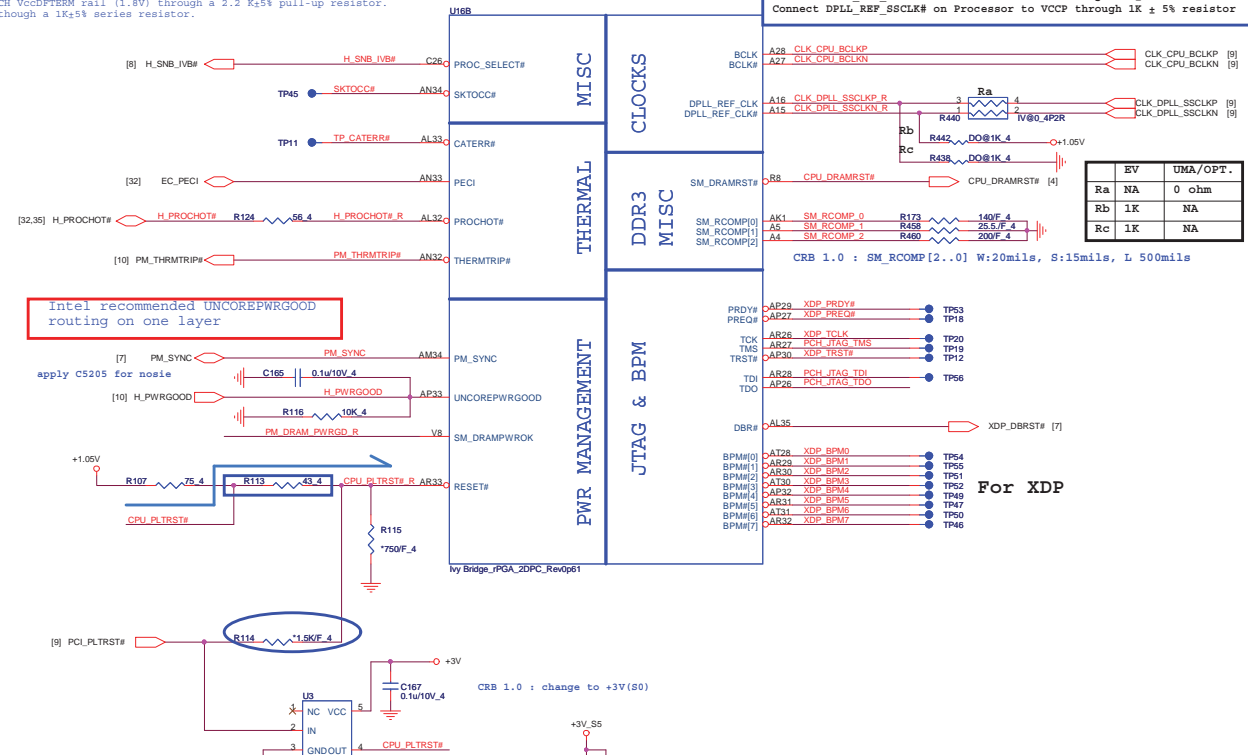 CH VccDFTERM rail (1.8V) through a 2.2 K±5% pull-up resistor.
though a 1K±5% series resistor.
Connect DPLL_REF_SSCLK# on Processor to VCCP through 1K ± 5% resistor
U16B
MISC
THERMAL
PWR MANAGEMENT
CLOCKS
DDR3
MISC
JTAG & BPM
[8] H_SNB_IVB# H_SNB_IVB# C26 PROC_SELECT#
TP45 SKTOCC# AN34 SKTOCC#
TP11 TP_CATERR# AL33 CATERR#
[32] EC_PECI AN33 PECI
[32,35] H_PROCHOT# H_PROCHOT# R124 56_4 H_PROCHOT#_R AL32 PROCHOT#
[10] PM_THRMTRIP# PM_THRMTRIP# AN32 THERMTRIP#
Intel recommended UNCOREPWRGOOD
routing on one layer
[7] PM_SYNC PM_SYNC AM34 PM_SYNC
apply C5205 for nosie
C165 0.1u/10V_4
[10] H_PWRGOOD H_PWRGOOD AP33 UNCOREPWRGOOD
R116 10K_4
PM_DRAM_PWRGD_R V8 SM_DRAMPWROK
+1.05V
R107 75_4 R113 43_4 CPU_PLTRST#_R AR33 RESET#
CPU_PLTRST#
R115
*750/F_4
Ivy Bridge_rPGA_2DPC_Rev0p61
[9] PCI_PLTRST# R114 *1.5K/F_4
+3V
C167
0.1u/10V_4
CRB 1.0 : change to +3V(S0)
U3
1 NC VCC 5
2 IN
3 GND OUT 4 CPU_PLTRST#
+3V_S5
BCLK A28 CLK_CPU_BCLKP CLK_CPU_BCLKP [9]
BCLK# A27 CLK_CPU_BCLKN CLK_CPU_BCLKN [9]
Ra
DPLL_REF_CLK A16 CLK_DPLL_SSCLKP_R 3 4 CLK_DPLL_SSCLKP [9]
DPLL_REF_CLK# A15 CLK_DPLL_SSCLKN_R 1 2 CLK_DPLL_SSCLKN [9]
R440 IV@0_4P2R
Rb R442 DO@1K_4 +1.05V
Rc R438 DO@1K_4
EV UMA/OPT.
Ra NA 0 ohm
Rb 1K NA
Rc 1K NA
SM_DRAMRST# R8 CPU_DRAMRST# CPU_DRAMRST# [4]
SM_RCOMP[0] AK1 SM_RCOMP_0 R173 140/F_4
SM_RCOMP[1] A5 SM_RCOMP_1 R458 25.5./F_4
SM_RCOMP[2] A4 SM_RCOMP_2 R460 200/F_4
CRB 1.0 : SM_RCOMP[2..0] W:20mils, S:15mils, L 500mils
PRDY# AP29 XDP_PRDY# TP53
PREQ# AP27 XDP_PREQ# TP18
TCK AR26 XDP_TCLK TP20
TMS AR27 PCH_JTAG_TMS TP19
TRST# AP30 XDP_TRST# TP12
TDI AR28 PCH_JTAG_TDI TP56
TDO AP26 PCH_JTAG_TDO
DBR# AL35 XDP_DBRST# [7]
BPM#[0] AT28 XDP_BPM0 TP54
BPM#[1] AR29 XDP_BPM1 TP55
BPM#[2] AR30 XDP_BPM2 TP51
BPM#[3] AT30 XDP_BPM3 TP52
BPM#[4] AP32 XDP_BPM4 TP49
BPM#[5] AR31 XDP_BPM5 TP47
BPM#[6] AT31 XDP_BPM6 TP50
BPM#[7] AR32 XDP_BPM7 TP46
For XDP